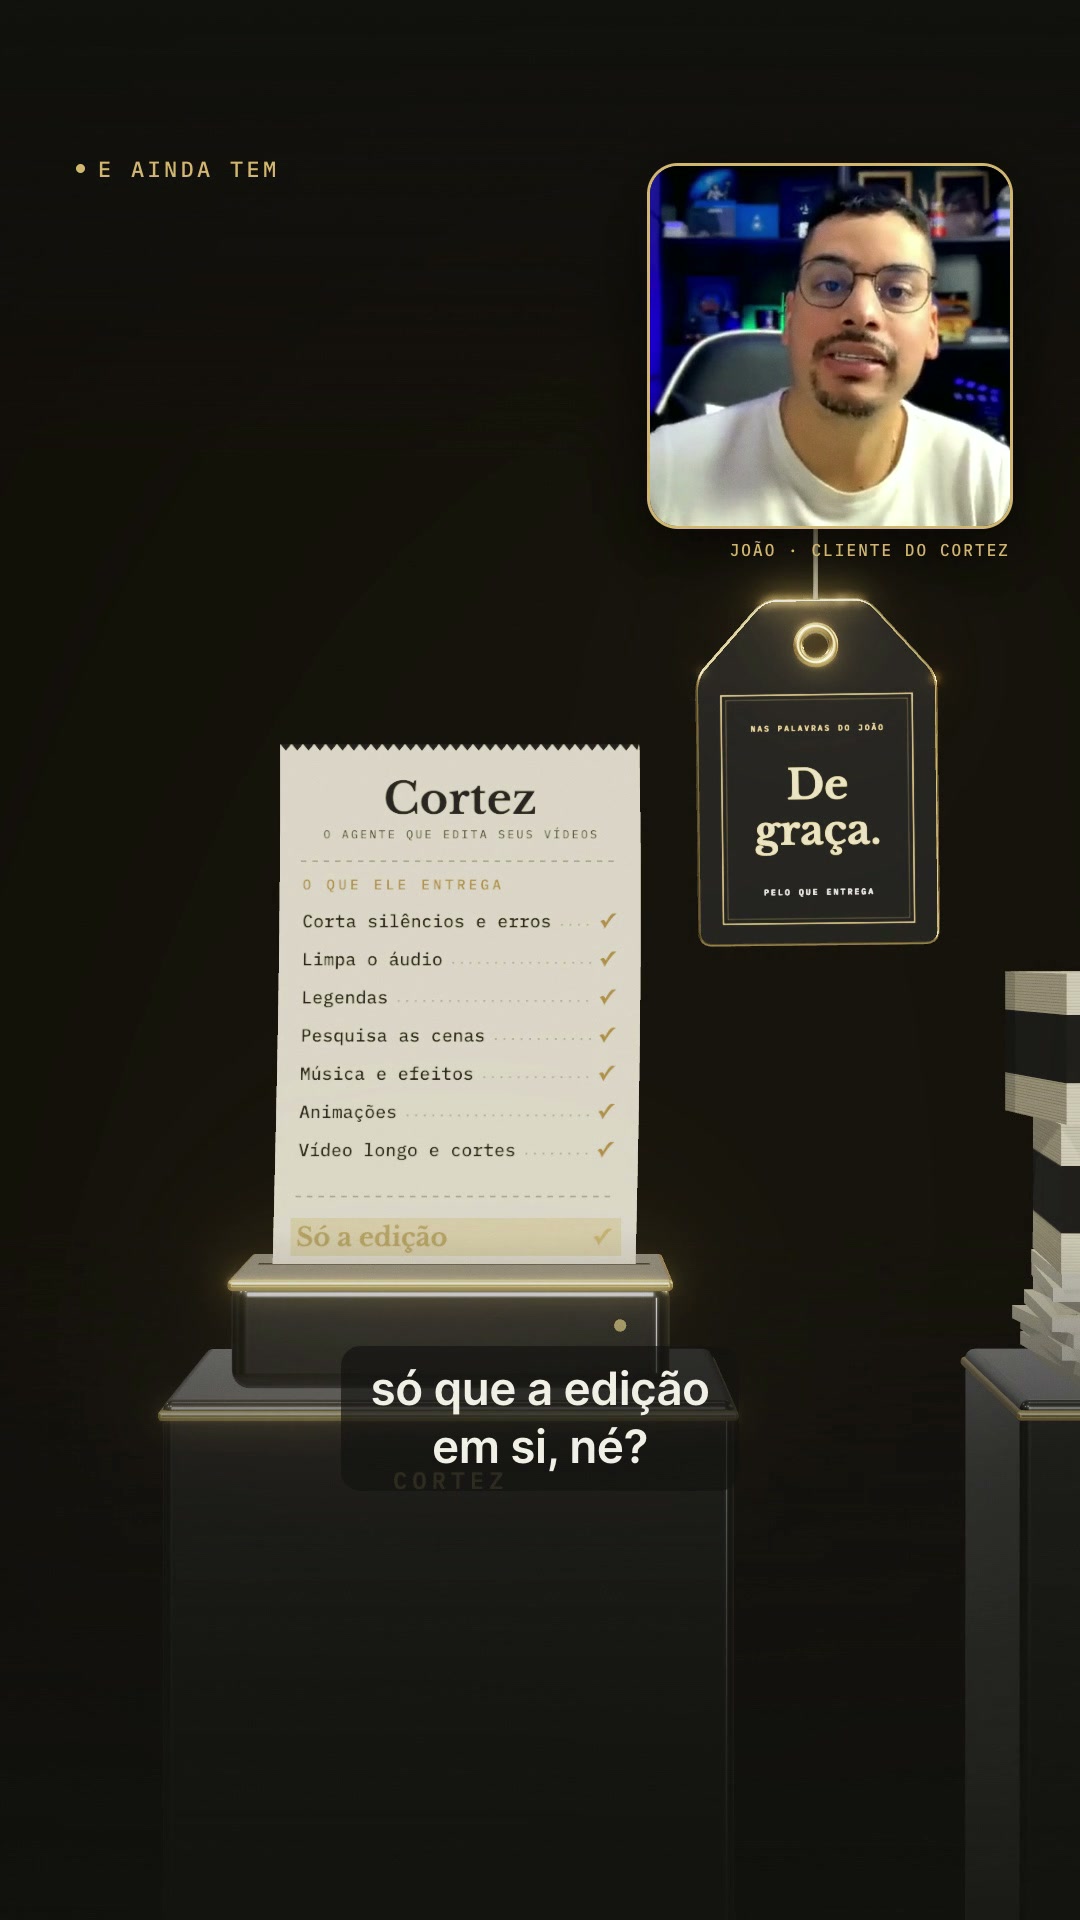 • E AINDA TEM
JOÃO · CLIENTE DO CORTEZ
NAS PALAVRAS DO JOÃO
De
graça.
PELO QUE ENTREGA
Cortez
O AGENTE QUE EDITA SEUS VÍDEOS
O QUE ELE ENTREGA
Corta silêncios e erros .... ✓
Limpa o áudio ................ ✓
Legendas ...................... ✓
Pesquisa as cenas ............ ✓
Música e efeitos ............. ✓
Animações ..................... ✓
Vídeo longo e cortes ........ ✓
Só a edição ✓
só que a edição
em si, né?
CORTEZ